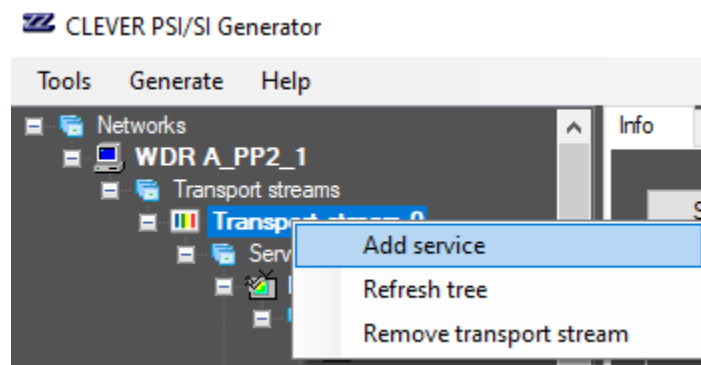 CLEVER PSI/SI Generator
Tools Generate Help
Networks
Info
WDR A_PP2_1
Transport streams
Add service
Refresh tree
Remove transport stream